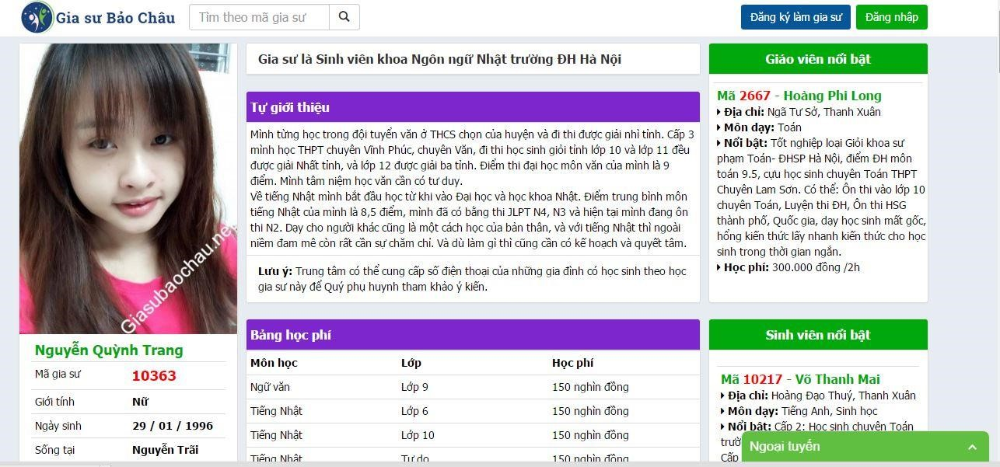 Gia sư Bảo Châu
Tìm theo mã gia sư
Đăng ký làm gia sư
Đăng nhập
Giasubaochau.net
Nguyễn Quỳnh Trang
Mã gia sư 10363
Giới tính Nữ
Ngày sinh 29 / 01 / 1996
Sống tại Nguyễn Trãi
Gia sư là Sinh viên khoa Ngôn ngữ Nhật trường ĐH Hà Nội
Tự giới thiệu
Mình từng học trong đội tuyển văn ở THCS chọn của huyện và đi thi được giải nhì tỉnh. Cấp 3
mình học THPT chuyên Vĩnh Phúc, chuyên Văn, đi thi học sinh giỏi tỉnh lớp 10 và lớp 11 đều
được giải Nhất tỉnh, và lớp 12 được giải ba tỉnh. Điểm thi đại học môn văn của mình là 9
điểm. Mình tâm niệm học văn cần có tư duy.
Về tiếng Nhật mình bắt đầu học từ khi vào Đại học và học khoa Nhật. Điểm trung bình môn
tiếng Nhật của mình là 8,5 điểm, mình đã có bằng thi JLPT N4, N3 và hiện tại mình đang ôn
thi N2. Dạy cho người khác cũng là một cách học của bản thân, và với tiếng Nhật thì ngoài
niềm đam mê còn rất cần sự chăm chỉ. Và dù làm gì thì cũng cần có kế hoạch và quyết tâm.
Lưu ý: Trung tâm có thể cung cấp số điện thoại của những gia đình có học sinh theo học
gia sư này để Quý phụ huynh tham khảo ý kiến.
Bảng học phí
Môn học Lớp Học phí
Ngữ văn Lớp 9 150 nghìn đồng
Tiếng Nhật Lớp 6 150 nghìn đồng
Tiếng Nhật Lớp 10 150 nghìn đồng
Tiếng Nhật Tự do 150 nghìn đồng
Giáo viên nổi bật
Mã 2667 - Hoàng Phi Long
Địa chỉ: Ngã Tư Sở, Thanh Xuân
Môn dạy: Toán
Nổi bật: Tốt nghiệp loại Giỏi khoa sư
phạm Toán- ĐHSP Hà Nội, điểm ĐH môn
toán 9.5, cựu học sinh chuyên Toán THPT
Chuyên Lam Sơn. Có thể: Ôn thi vào lớp 10
chuyên Toán, Luyện thi ĐH, Ôn thi HSG
thành phố, Quốc gia, dạy học sinh mất gốc,
hổng kiến thức lấy nhanh kiến thức cho học
sinh trong thời gian ngắn.
Học phí: 300.000 đồng /2h
Sinh viên nổi bật
Mã 10217 - Võ Thanh Mai
Địa chỉ: Hoàng Đạo Thuý, Thanh Xuân
Môn dạy: Tiếng Anh, Sinh học
Nổi bật: Cấp 2: Học sinh chuyên Toán
Cấp
Ngoại tuyến